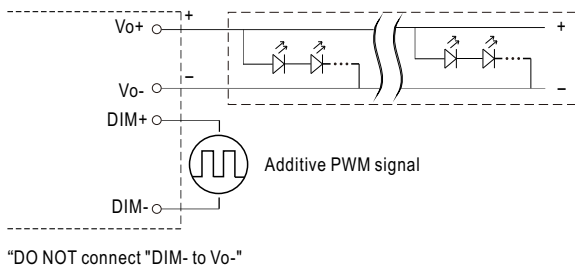 Vo+
+
+
−
Vo-
−
DIM+
Additive PWM signal
DIM-
“DO NOT connect "DIM- to Vo-"